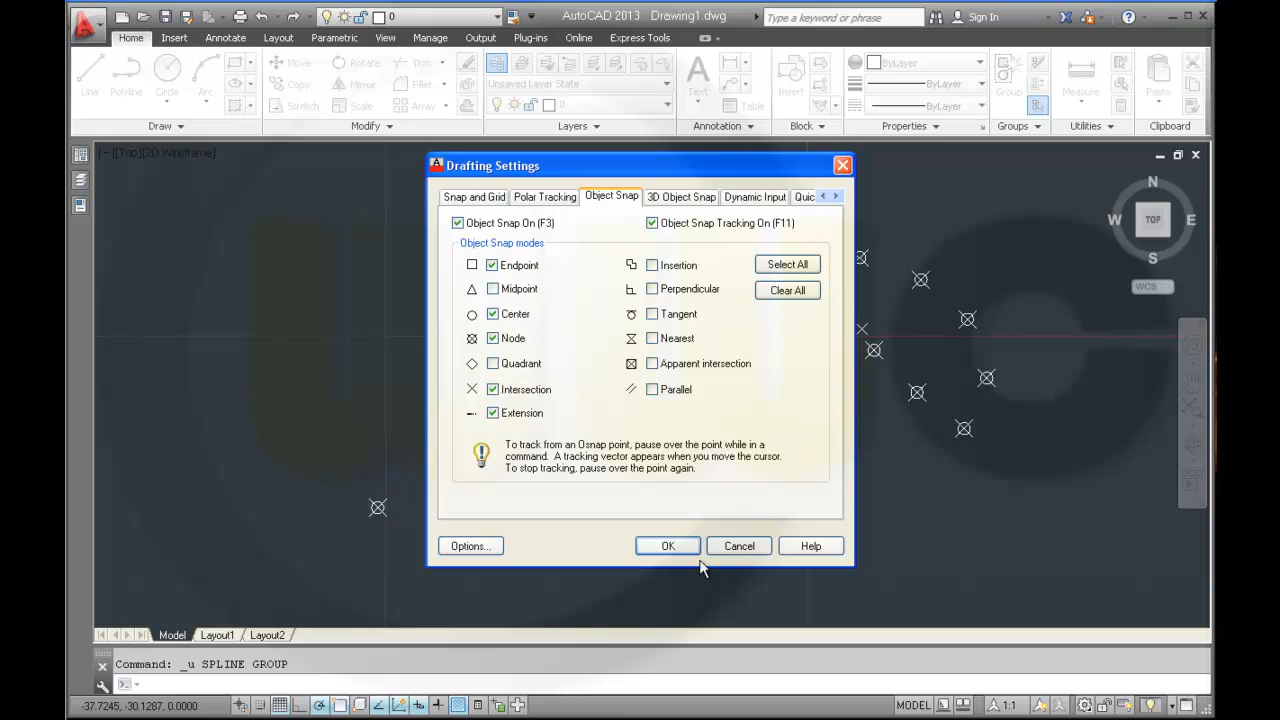 AutoCAD 2013 Drawing1.dwg
Type a keyword or phrase
Sign In
0
Home Insert Annotate Layout Parametric View Manage Output Plug-ins Online Express Tools
Line Polyline Circle Arc
Move Rotate Trim
Copy Mirror Fillet
Stretch Scale Array
Unsaved Layer State
0
Text
Table
Insert
ByLayer
ByLayer
ByLayer
Group
Measure
Paste
Draw Modify Layers Annotation Block Properties Groups Utilities Clipboard
[−][Top][2D Wireframe]
N
W TOP E
S
WCS
Drafting Settings
Snap and Grid Polar Tracking Object Snap 3D Object Snap Dynamic Input Quic
Object Snap On (F3) Object Snap Tracking On (F11)
Object Snap modes
Endpoint Insertion Select All
Midpoint Perpendicular Clear All
Center Tangent
Node Nearest
Quadrant Apparent intersection
Intersection Parallel
Extension
To track from an Osnap point, pause over the point while in a
command. A tracking vector appears when you move the cursor.
To stop tracking, pause over the point again.
Options... OK Cancel Help
Model Layout1 Layout2
Command: _u SPLINE GROUP
-37.7245, -30.1287, 0.0000
MODEL 1:1